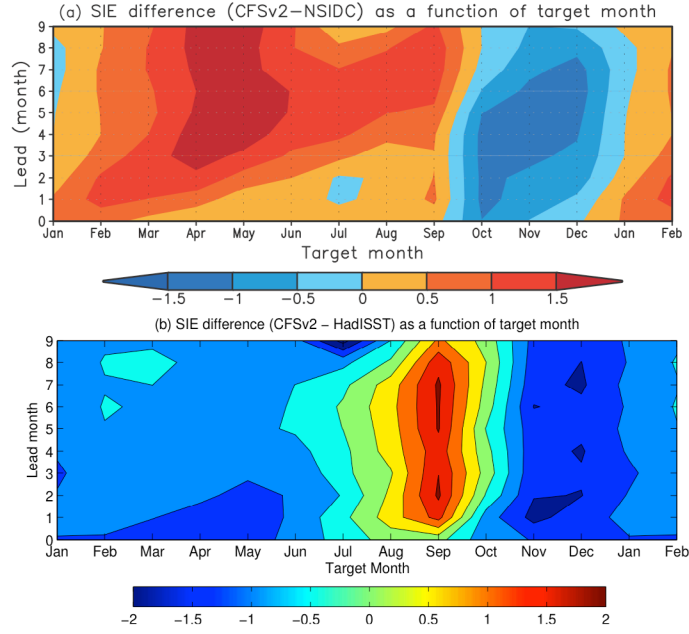 (a) SIE difference (CFSv2−NSIDC) as a function of target month
9
8
7
6
5
4
3
2
1
0
Lead (month)
Jan Feb Mar Apr May Jun Jul Aug Sep Oct Nov Dec Jan Feb
Target month
−1.5 −1 −0.5 0 0.5 1 1.5
(b) SIE difference (CFSv2 − HadISST) as a function of target month
9
8
7
6
5
4
3
2
1
0
Lead month
Jan Feb Mar Apr May Jun Jul Aug Sep Oct Nov Dec Jan Feb
Target Month
−2 −1.5 −1 −0.5 0 0.5 1 1.5 2